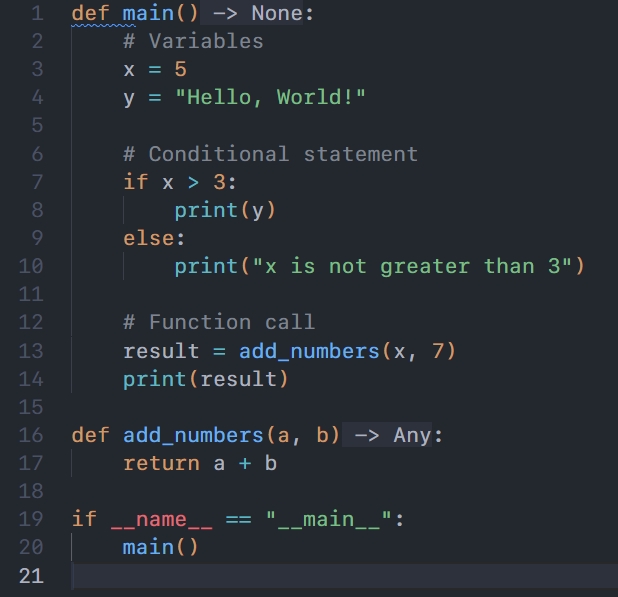 1 def main() -> None:
2     # Variables
3     x = 5
4     y = "Hello, World!"
5
6     # Conditional statement
7     if x > 3:
8         print(y)
9     else:
10         print("x is not greater than 3")
11
12     # Function call
13     result = add_numbers(x, 7)
14     print(result)
15
16 def add_numbers(a, b) -> Any:
17     return a + b
18
19 if __name__ == "__main__":
20     main()
21